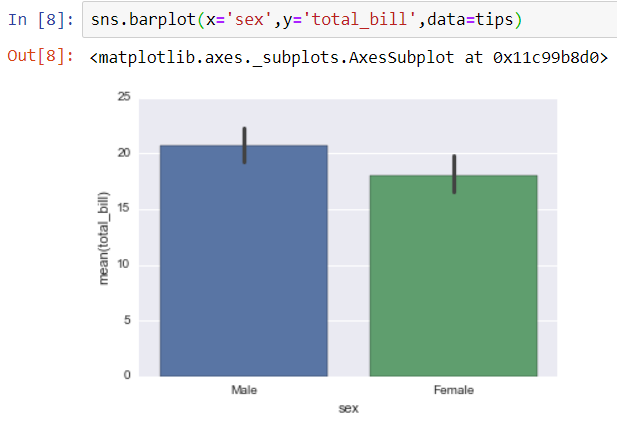 In [8]: sns.barplot(x='sex',y='total_bill',data=tips)
Out[8]: <matplotlib.axes._subplots.AxesSubplot at 0x11c99b8d0>
25
20
15
10
5
0
mean(total_bill)
Male Female
sex